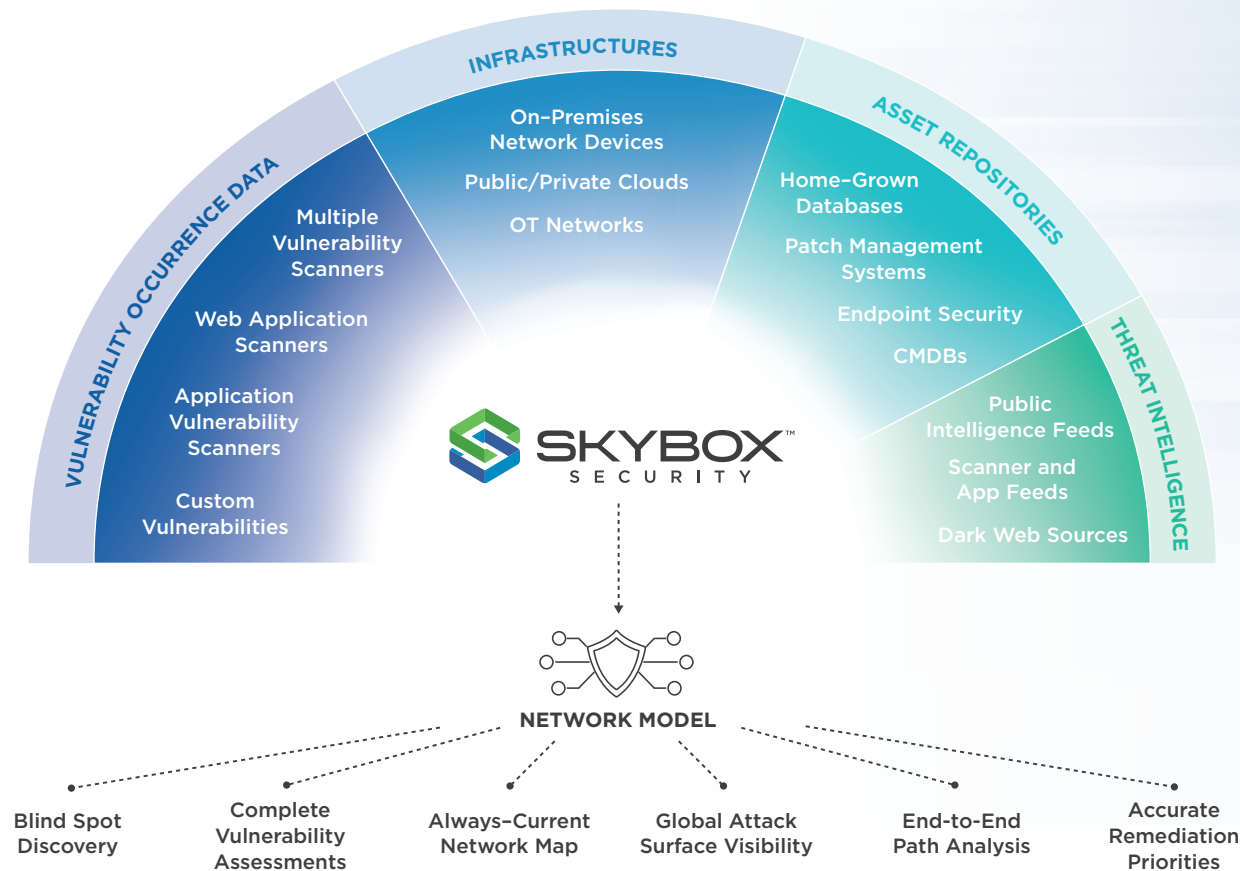 VULNERABILITY OCCURRENCE DATA
Multiple
Vulnerability
Scanners
Web Application
Scanners
Application
Vulnerability
Scanners
Custom
Vulnerabilities
INFRASTRUCTURES
On–Premises
Network Devices
Public/Private Clouds
OT Networks
ASSET REPOSITORIES
Home–Grown
Databases
Patch Management
Systems
Endpoint Security
CMDBs
THREAT INTELLIGENCE
Public
Intelligence Feeds
Scanner and
App Feeds
Dark Web Sources
SKYBOX™
SECURITY
NETWORK MODEL
Blind Spot
Discovery
Complete
Vulnerability
Assessments
Always–Current
Network Map
Global Attack
Surface Visibility
End-to-End
Path Analysis
Accurate
Remediation
Priorities